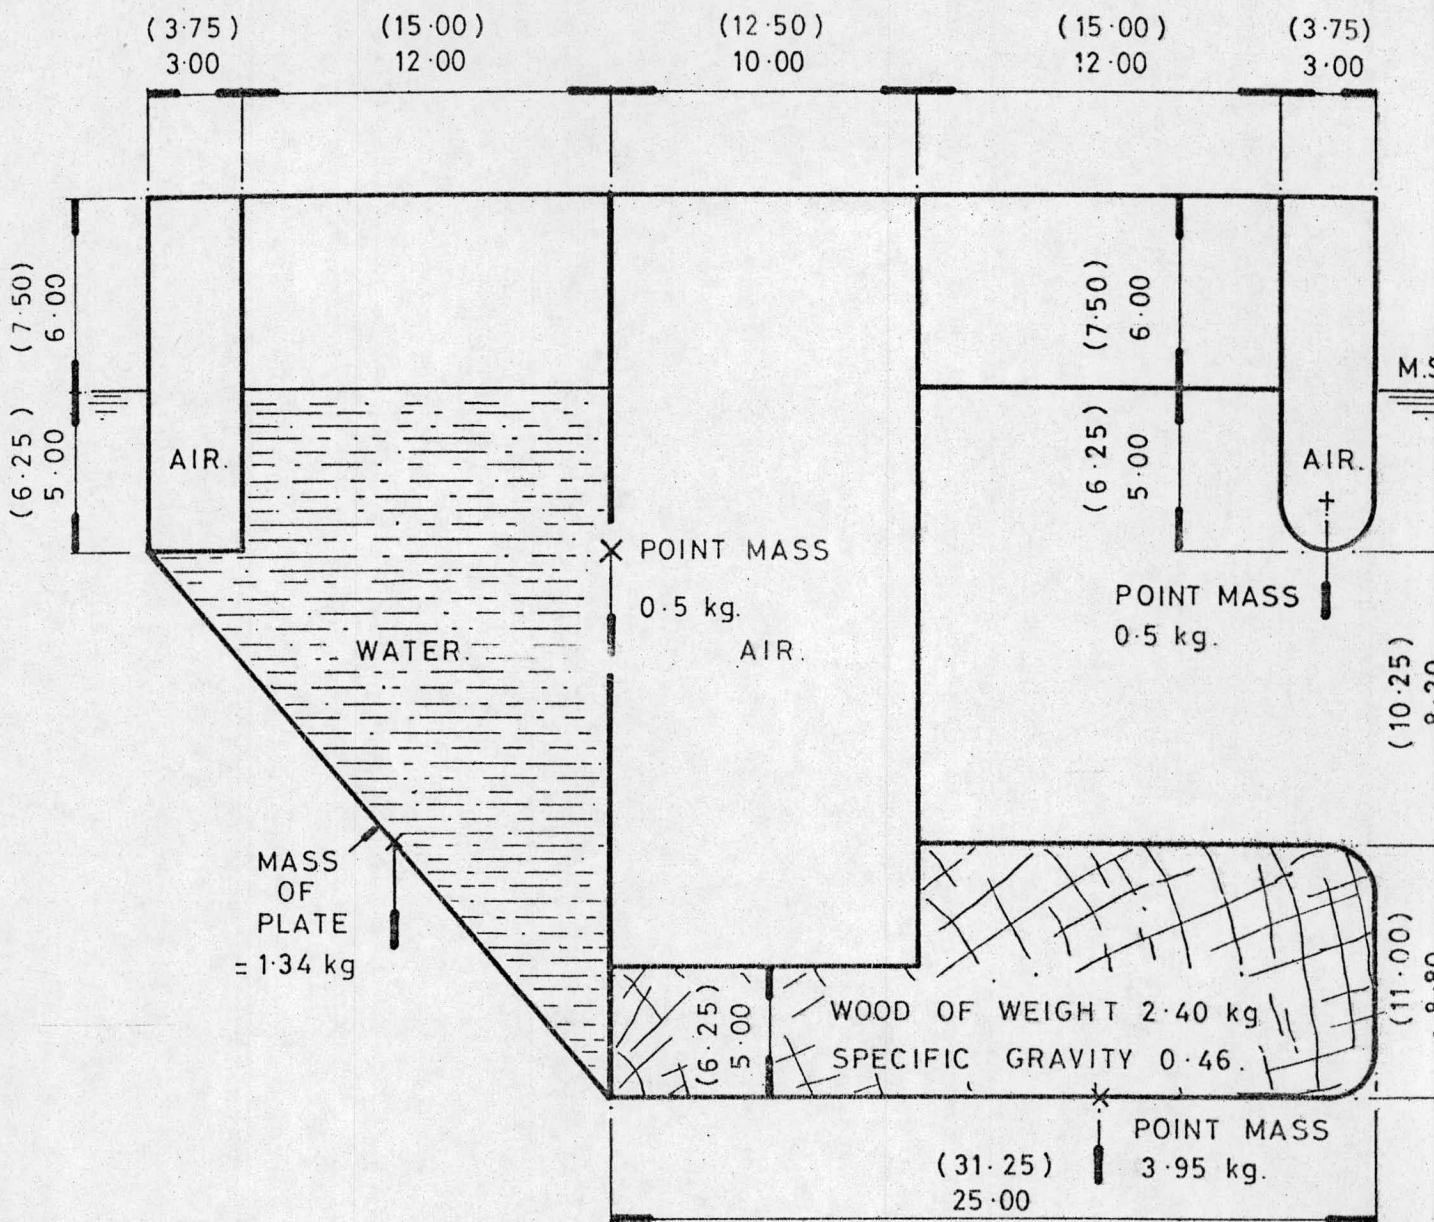 (3·75) (15·00) (12·50) (15·00) (3·75)
3·00 12·00 10·00 12·00 3·00
(7·50)
6·00
(7·50)
6·00
(6·25)
5·00
(6·25)
5·00
AIR.
AIR.
POINT MASS
0·5 kg.
POINT MASS
0·5 kg.
WATER.
AIR.
(10·25)
MASS
OF
PLATE
= 1·34 kg
(6·25)
5·00
WOOD OF WEIGHT 2·40 kg
SPECIFIC GRAVITY 0·46.
(11·00)
POINT MASS
3·95 kg.
(31·25)
25·00